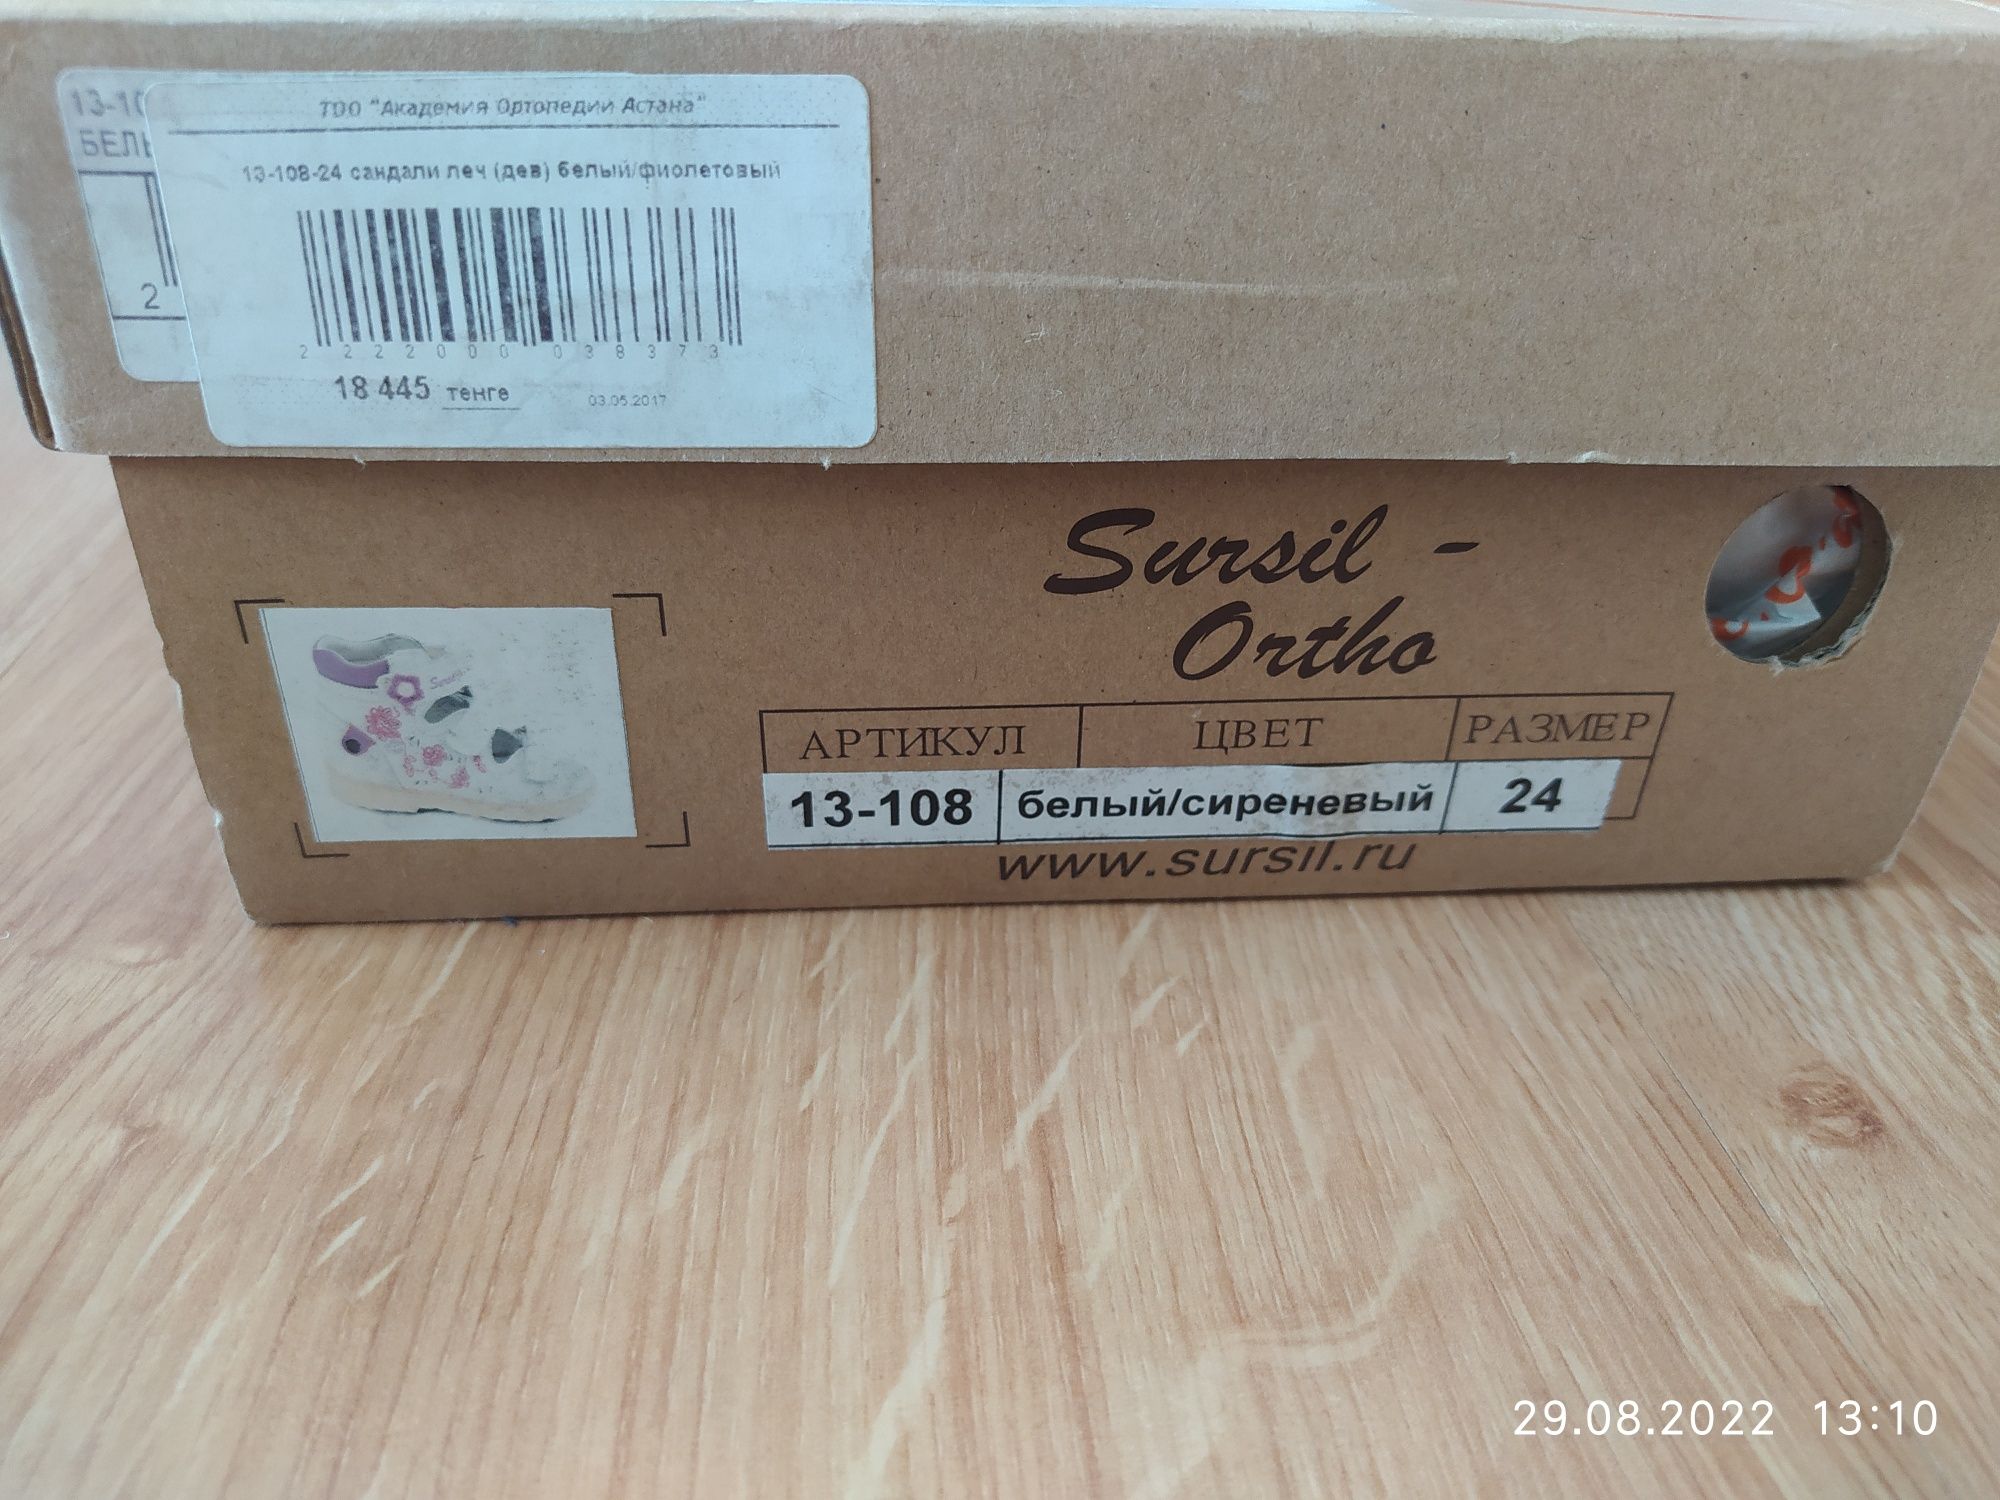 13-10
БЕЛЬ
2
ТОО "Академия Ортопедии Астана"
13-108-24 сандали леч (дев) белый/фиолетовый
2 222000 038373
18 445 тенге
03.05.2017
Sursil -
Ortho
АРТИКУЛ ЦВЕТ РАЗМЕР
13-108 белый/сиреневый 24
www.sursil.ru
29.08.2022 13:10